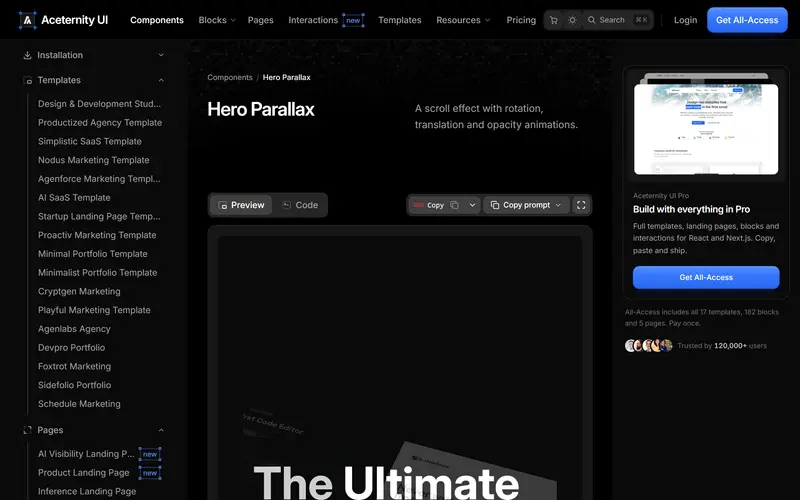 Aceternity UI
Components
Blocks
Pages
Interactions new
Templates
Resources
Pricing
Search ⌘K
Login
Get All-Access
Installation
Templates
Design & Development Stud...
Productized Agency Template
Simplistic SaaS Template
Nodus Marketing Template
Agenforce Marketing Templ...
AI SaaS Template
Startup Landing Page Temp...
Proactiv Marketing Template
Minimal Portfolio Template
Minimalist Portfolio Template
Cryptgen Marketing
Playful Marketing Template
Agenlabs Agency
Devpro Portfolio
Foxtrot Marketing
Sidefolio Portfolio
Schedule Marketing
Pages
AI Visibility Landing P... new
Product Landing Page new
Inference Landing Page
Components / Hero Parallax
Hero Parallax
A scroll effect with rotation,
translation and opacity animations.
Preview
Code
Copy
Copy prompt
Code Editor
The Ultimate
Aceternity UI Pro
Build with everything in Pro
Full templates, landing pages, blocks and
interactions for React and Next.js. Copy,
paste and ship.
Get All-Access
All-Access includes all 17 templates, 182 blocks
and 5 pages. Pay once.
Trusted by 120,000+ users